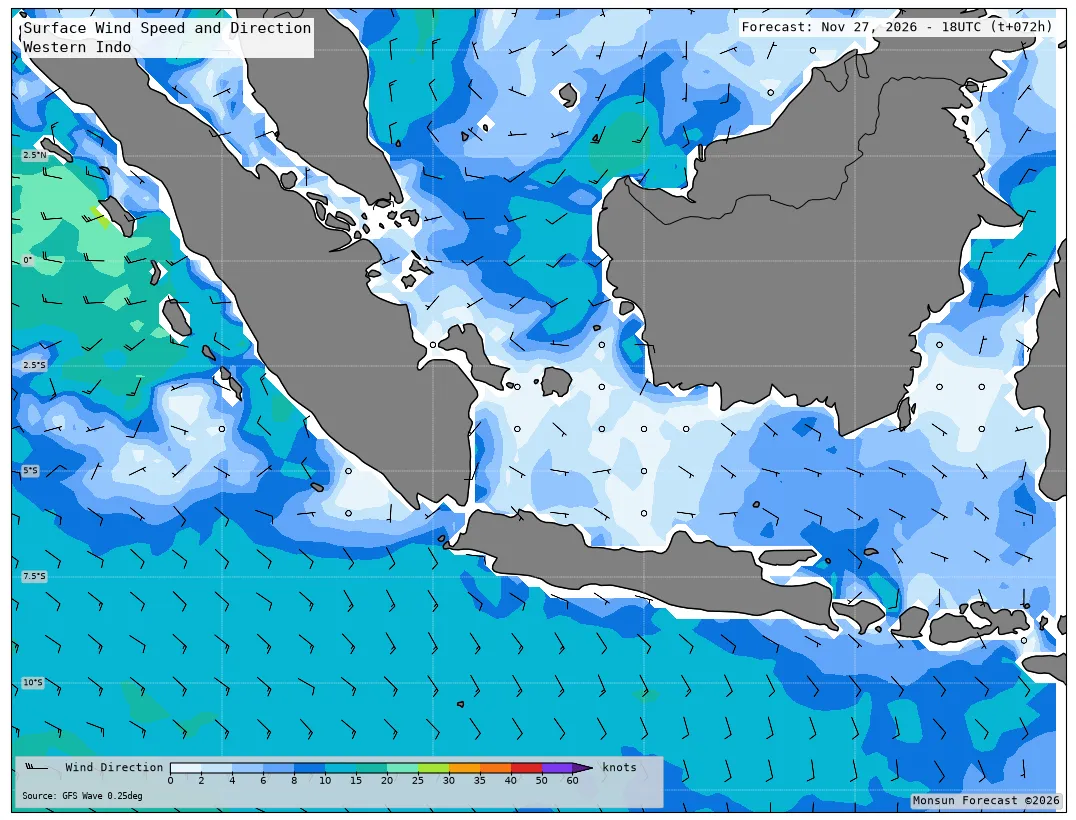 Surface Wind Speed and Direction
Western Indo
Forecast: Nov 27, 2026 - 18UTC (t+072h)
2.5°N
0°
2.5°S
5°S
7.5°S
10°S
Wind Direction
0 2 4 6 8 10 15 20 25 30 35 40 50 60
knots
Source: GFS Wave 0.25deg
Monsun Forecast ©2026